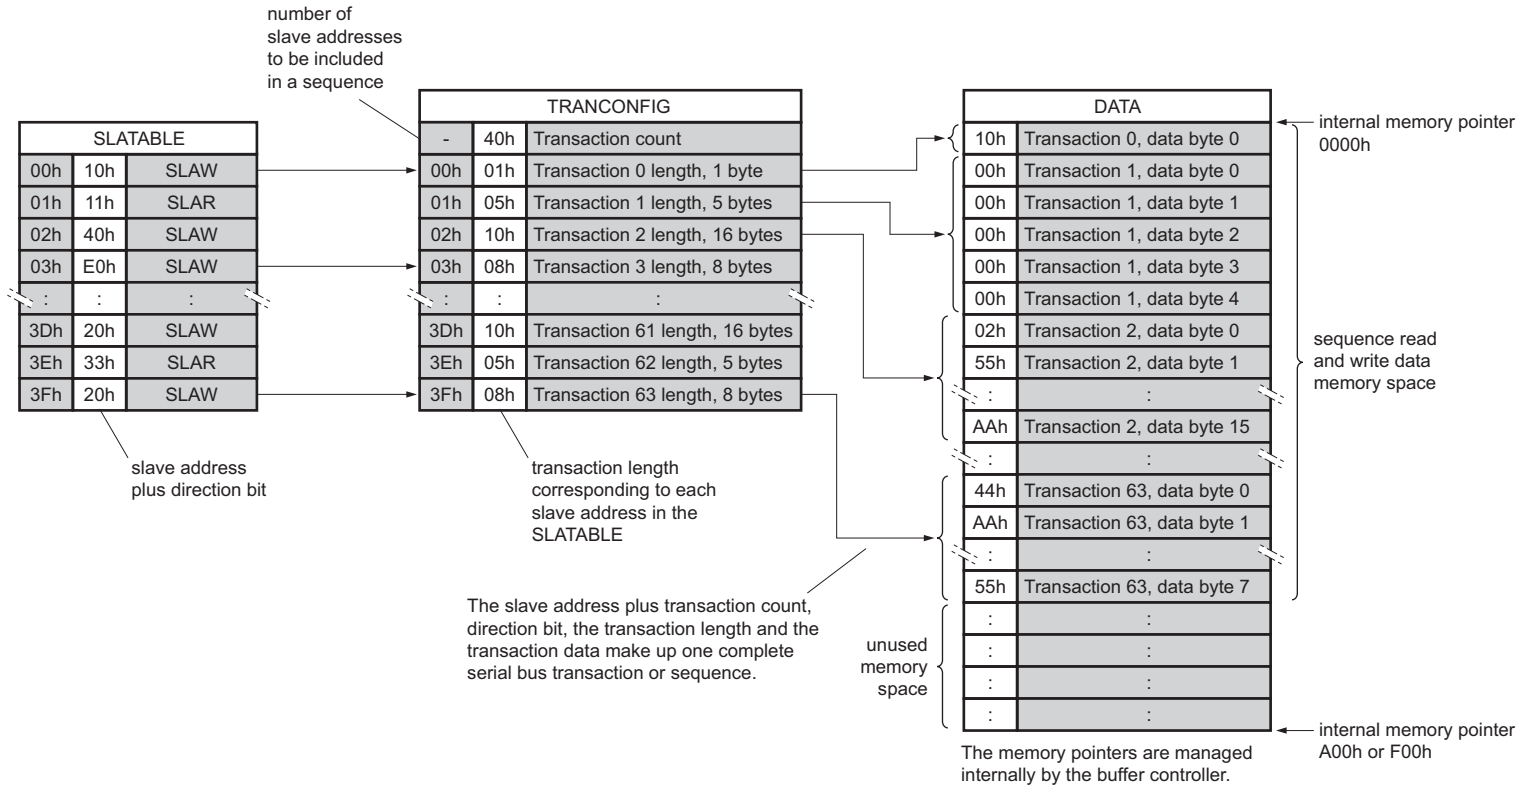 number of
slave addresses
to be included
in a sequence
SLATABLE
00h 10h SLAW
01h 11h SLAR
02h 40h SLAW
03h E0h SLAW
: : :
3Dh 20h SLAW
3Eh 33h SLAR
3Fh 20h SLAW
slave address
plus direction bit
TRANCONFIG
- 40h Transaction count
00h 01h Transaction 0 length, 1 byte
01h 05h Transaction 1 length, 5 bytes
02h 10h Transaction 2 length, 16 bytes
03h 08h Transaction 3 length, 8 bytes
: : :
3Dh 10h Transaction 61 length, 16 bytes
3Eh 05h Transaction 62 length, 5 bytes
3Fh 08h Transaction 63 length, 8 bytes
transaction length
corresponding to each
slave address in the
SLATABLE
The slave address plus transaction count,
direction bit, the transaction length and the
transaction data make up one complete
serial bus transaction or sequence.
DATA
10h Transaction 0, data byte 0
00h Transaction 1, data byte 0
00h Transaction 1, data byte 1
00h Transaction 1, data byte 2
00h Transaction 1, data byte 3
00h Transaction 1, data byte 4
02h Transaction 2, data byte 0
55h Transaction 2, data byte 1
: :
AAh Transaction 2, data byte 15
: :
44h Transaction 63, data byte 0
AAh Transaction 63, data byte 1
: :
55h Transaction 63, data byte 7
: :
: :
: :
: :
unused
memory
space
The memory pointers are managed
internally by the buffer controller.
internal memory pointer
0000h
sequence read
and write data
memory space
internal memory pointer
A00h or F00h